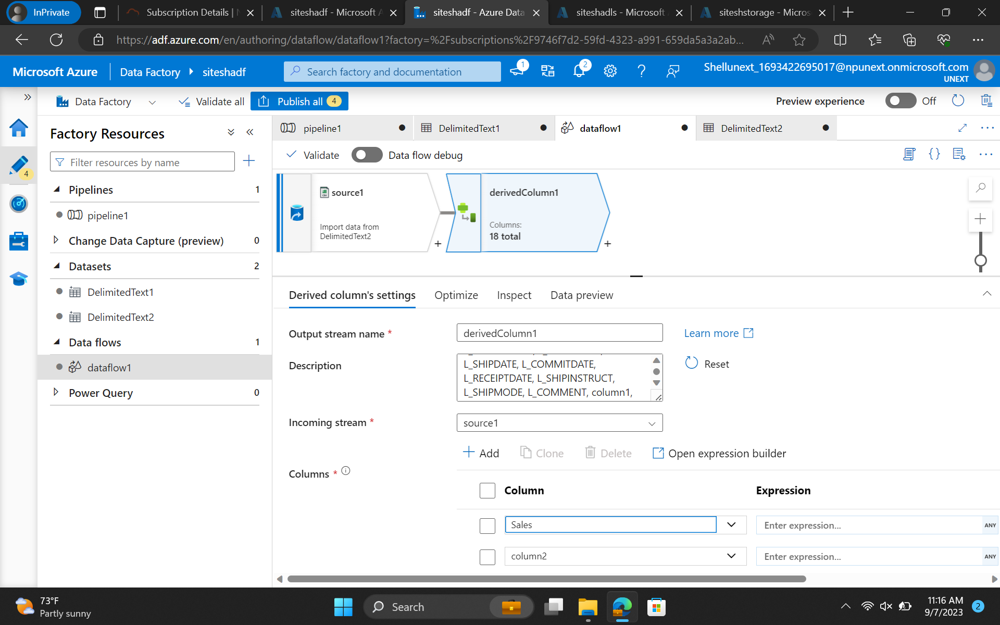 InPrivate
Subscription Details |
siteshadf - Microsoft
siteshadf - Azure Data
siteshadls - Microsoft
siteshstorage - Micros
https://adf.azure.com/en/authoring/dataflow/dataflow1?factory=%2Fsubscriptions%2F9746f7d2-59fd-4323-a991-659da5a3a2ab...
Microsoft Azure
Data Factory
siteshadf
Search factory and documentation
1
2
Shellunext_1693422695017@npunext.onmicrosoft.com
UNEXT
Data Factory
Validate all
Publish all 4
Preview experience
Off
Factory Resources
Filter resources by name
4
Pipelines 1
pipeline1
Change Data Capture (preview) 0
Datasets 2
DelimitedText1
DelimitedText2
Data flows 1
dataflow1
Power Query 0
pipeline1
DelimitedText1
dataflow1
DelimitedText2
Validate
Data flow debug
source1
Import data from
DelimitedText2
derivedColumn1
Columns:
18 total
Derived column's settings
Optimize
Inspect
Data preview
Output stream name *
derivedColumn1
Learn more
Description
L_SHIPDATE, L_COMMITDATE,
L_RECEIPTDATE, L_SHIPINSTRUCT,
L_SHIPMODE, L_COMMENT, column1,
Reset
Incoming stream *
source1
Add
Clone
Delete
Open expression builder
Columns *
Column
Expression
Sales
Enter expression...
ANY
column2
Enter expression...
ANY
73°F
Partly sunny
Search
11:16 AM
9/7/2023
2